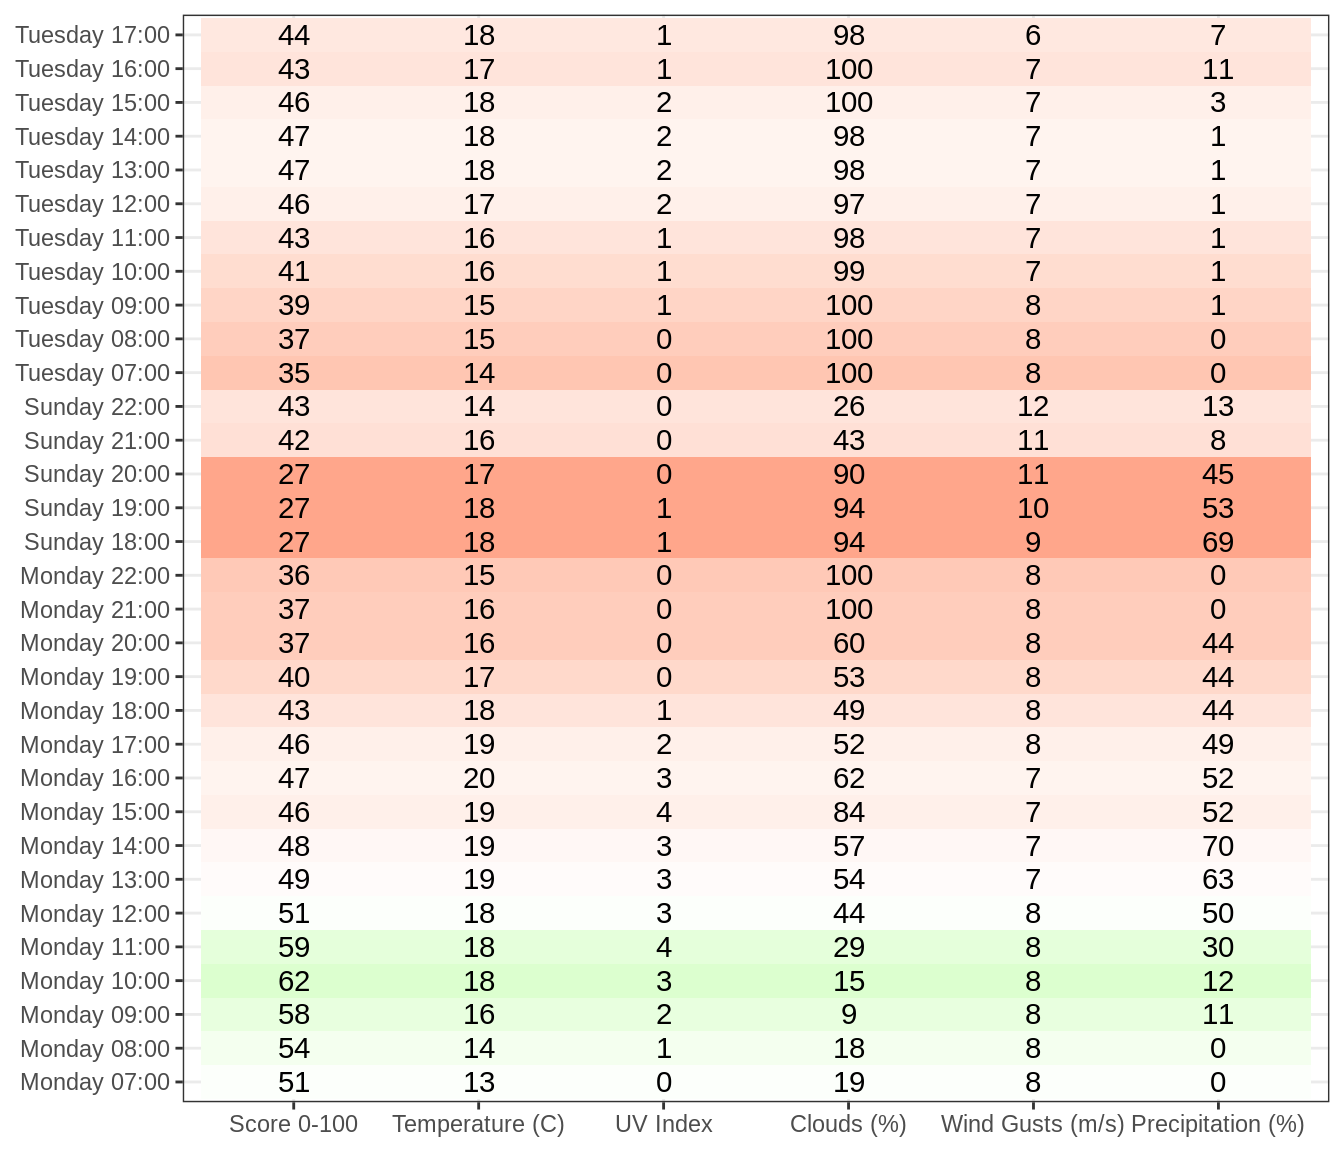 Tuesday 17:00 44 18 1 98 6 7
Tuesday 16:00 43 17 1 100 7 11
Tuesday 15:00 46 18 2 100 7 3
Tuesday 14:00 47 18 2 98 7 1
Tuesday 13:00 47 18 2 98 7 1
Tuesday 12:00 46 17 2 97 7 1
Tuesday 11:00 43 16 1 98 7 1
Tuesday 10:00 41 16 1 99 7 1
Tuesday 09:00 39 15 1 100 8 1
Tuesday 08:00 37 15 0 100 8 0
Tuesday 07:00 35 14 0 100 8 0
Sunday 22:00 43 14 0 26 12 13
Sunday 21:00 42 16 0 43 11 8
Sunday 20:00 27 17 0 90 11 45
Sunday 19:00 27 18 1 94 10 53
Sunday 18:00 27 18 1 94 9 69
Monday 22:00 36 15 0 100 8 0
Monday 21:00 37 16 0 100 8 0
Monday 20:00 37 16 0 60 8 44
Monday 19:00 40 17 0 53 8 44
Monday 18:00 43 18 1 49 8 44
Monday 17:00 46 19 2 52 8 49
Monday 16:00 47 20 3 62 7 52
Monday 15:00 46 19 4 84 7 52
Monday 14:00 48 19 3 57 7 70
Monday 13:00 49 19 3 54 7 63
Monday 12:00 51 18 3 44 8 50
Monday 11:00 59 18 4 29 8 30
Monday 10:00 62 18 3 15 8 12
Monday 09:00 58 16 2 9 8 11
Monday 08:00 54 14 1 18 8 0
Monday 07:00 51 13 0 19 8 0
Score 0-100 Temperature (C) UV Index Clouds (%) Wind Gusts (m/s) Precipitation (%)